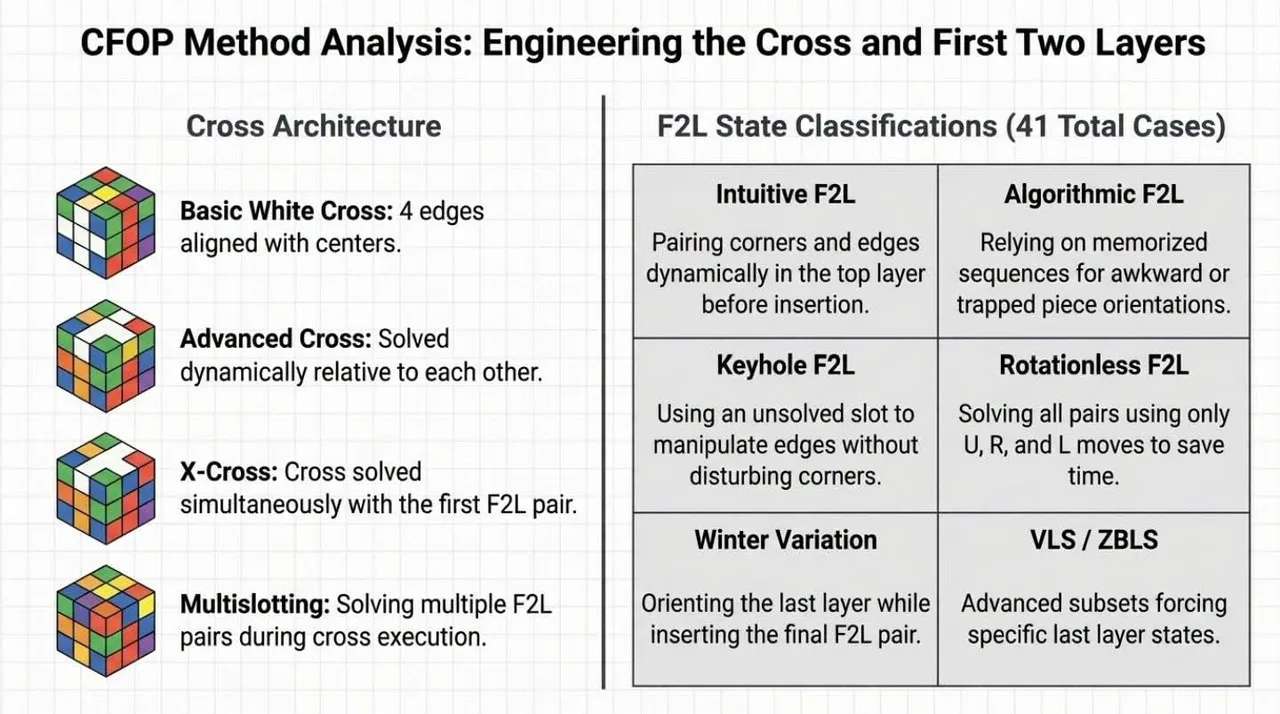 CFOP Method Analysis: Engineering the Cross and First Two Layers
Cross Architecture
Basic White Cross: 4 edges
aligned with centers.
Advanced Cross: Solved
dynamically relative to each other.
X-Cross: Cross solved
simultaneously with the first F2L pair.
Multislotting: Solving multiple F2L
pairs during cross execution.
F2L State Classifications (41 Total Cases)
Intuitive F2L
Pairing corners and edges
dynamically in the top layer
before insertion.
Algorithmic F2L
Relying on memorized
sequences for awkward or
trapped piece orientations.
Keyhole F2L
Using an unsolved slot to
manipulate edges without
disturbing corners.
Rotationless F2L
Solving all pairs using only
U, R, and L moves to save
time.
Winter Variation
Orienting the last layer while
inserting the final F2L pair.
VLS / ZBLS
Advanced subsets forcing
specific last layer states.